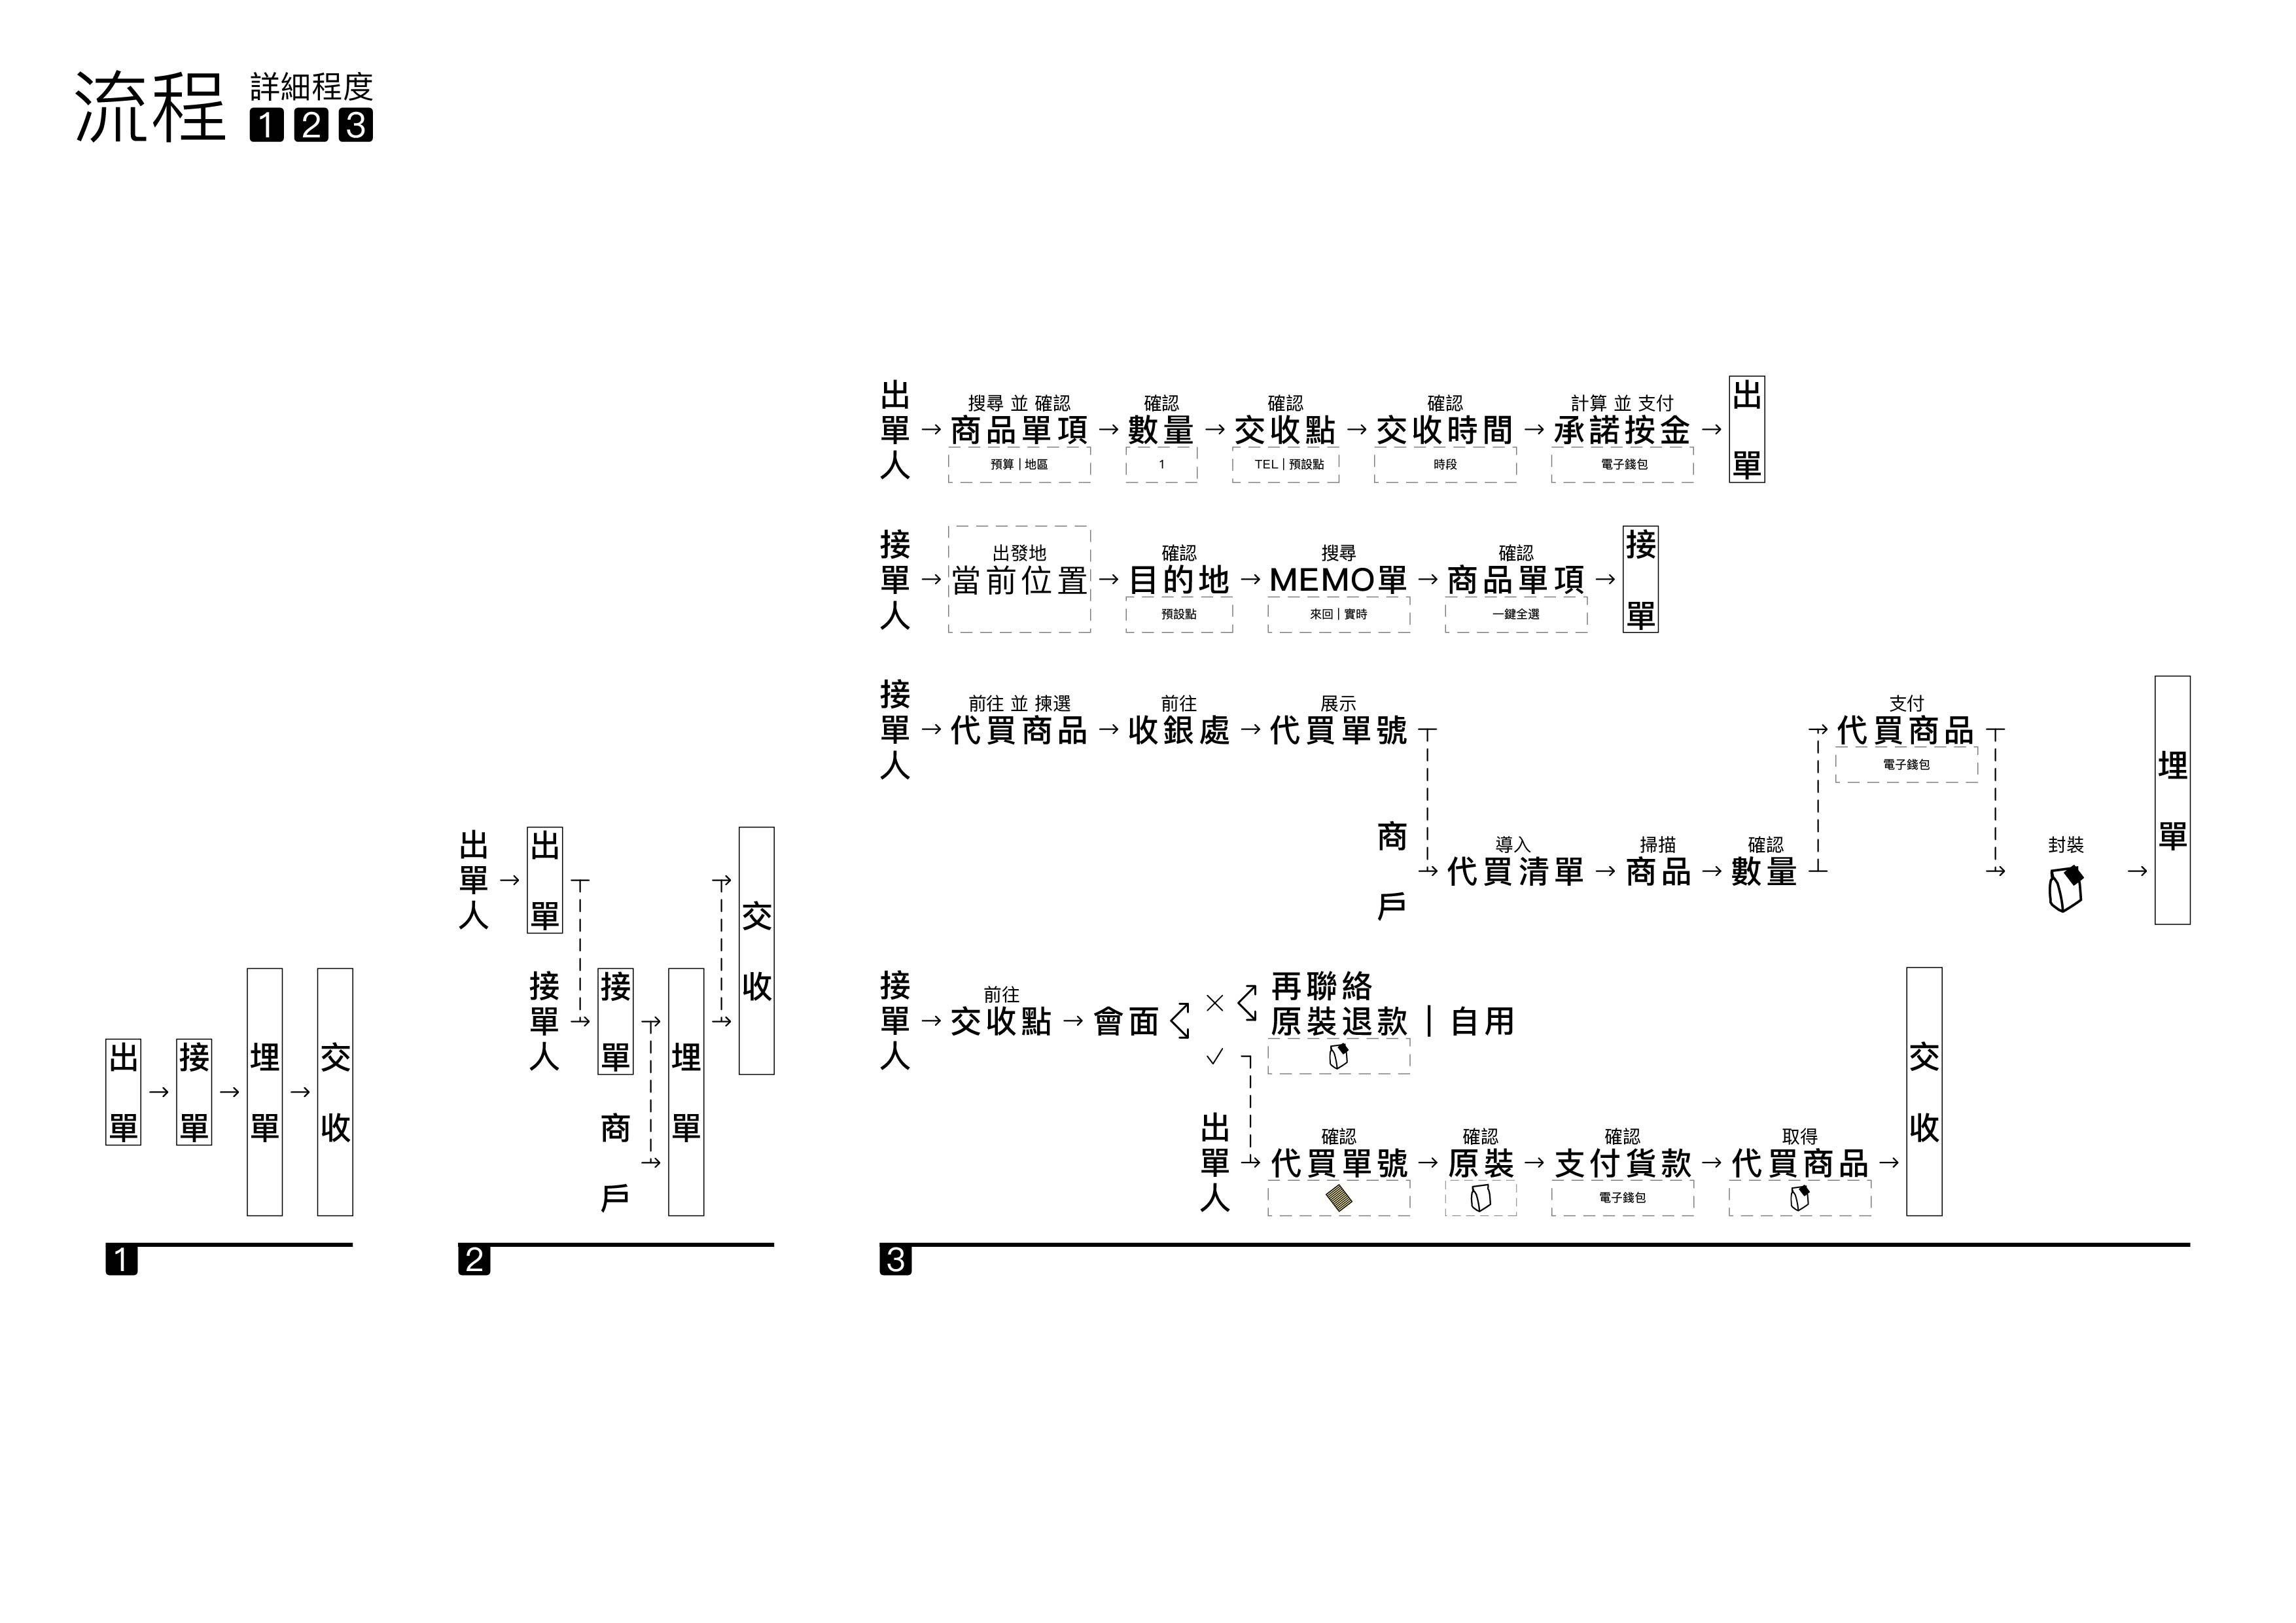 流程
詳細程度
1 2 3
出單 → 接單 → 埋單 → 交收
1
出單人 → 出單
接單人 → 接單
商戶 → 埋單
交收
2
出單人 → 搜尋 並 確認 商品單項 → 確認 數量 → 確認 交收點 → 確認 交收時間 → 計算 並 支付 承諾按金 → 出單
預算 | 地區
1
TEL | 預設點
時段
電子錢包
接單人 → 出發地 當前位置 → 確認 目的地 → 搜尋 MEMO單 → 確認 商品單項 → 接單
預設點
來回 | 實時
一鍵全選
接單人 → 前往 並 揀選 代買商品 → 前往 收銀處 → 展示 代買單號
支付 代買商品
電子錢包
商戶 → 導入 代買清單 → 掃描 商品 → 確認 數量
封裝 → 埋單
接單人 → 前往 交收點 → 會面
× 再聯絡
原裝退款 | 自用
✓
出單人 → 確認 代買單號 → 確認 原裝 → 確認 支付貨款 → 取得 代買商品 → 交收
電子錢包
3